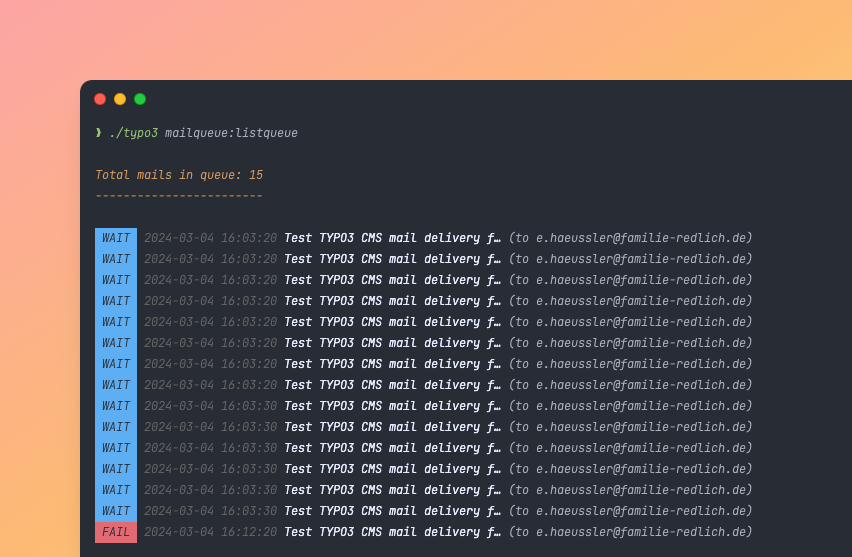 ❱ ./typo3 mailqueue:listqueue
Total mails in queue: 15
------------------------
WAIT 2024-03-04 16:03:20 Test TYPO3 CMS mail delivery f… (to e.haeussler@familie-redlich.de)
WAIT 2024-03-04 16:03:20 Test TYPO3 CMS mail delivery f… (to e.haeussler@familie-redlich.de)
WAIT 2024-03-04 16:03:20 Test TYPO3 CMS mail delivery f… (to e.haeussler@familie-redlich.de)
WAIT 2024-03-04 16:03:20 Test TYPO3 CMS mail delivery f… (to e.haeussler@familie-redlich.de)
WAIT 2024-03-04 16:03:20 Test TYPO3 CMS mail delivery f… (to e.haeussler@familie-redlich.de)
WAIT 2024-03-04 16:03:20 Test TYPO3 CMS mail delivery f… (to e.haeussler@familie-redlich.de)
WAIT 2024-03-04 16:03:20 Test TYPO3 CMS mail delivery f… (to e.haeussler@familie-redlich.de)
WAIT 2024-03-04 16:03:20 Test TYPO3 CMS mail delivery f… (to e.haeussler@familie-redlich.de)
WAIT 2024-03-04 16:03:30 Test TYPO3 CMS mail delivery f… (to e.haeussler@familie-redlich.de)
WAIT 2024-03-04 16:03:30 Test TYPO3 CMS mail delivery f… (to e.haeussler@familie-redlich.de)
WAIT 2024-03-04 16:03:30 Test TYPO3 CMS mail delivery f… (to e.haeussler@familie-redlich.de)
WAIT 2024-03-04 16:03:30 Test TYPO3 CMS mail delivery f… (to e.haeussler@familie-redlich.de)
WAIT 2024-03-04 16:03:30 Test TYPO3 CMS mail delivery f… (to e.haeussler@familie-redlich.de)
WAIT 2024-03-04 16:03:30 Test TYPO3 CMS mail delivery f… (to e.haeussler@familie-redlich.de)
FAIL 2024-03-04 16:12:20 Test TYPO3 CMS mail delivery f… (to e.haeussler@familie-redlich.de)